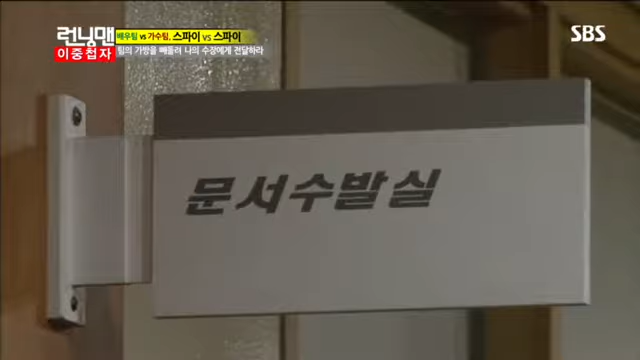 런닝맨
이중첩자
배우팀 vs 가수팀, 스파이 vs 스파이
팀의 가방을 빼돌려 나의 수장에게 전달하라
SBS
문서수발실